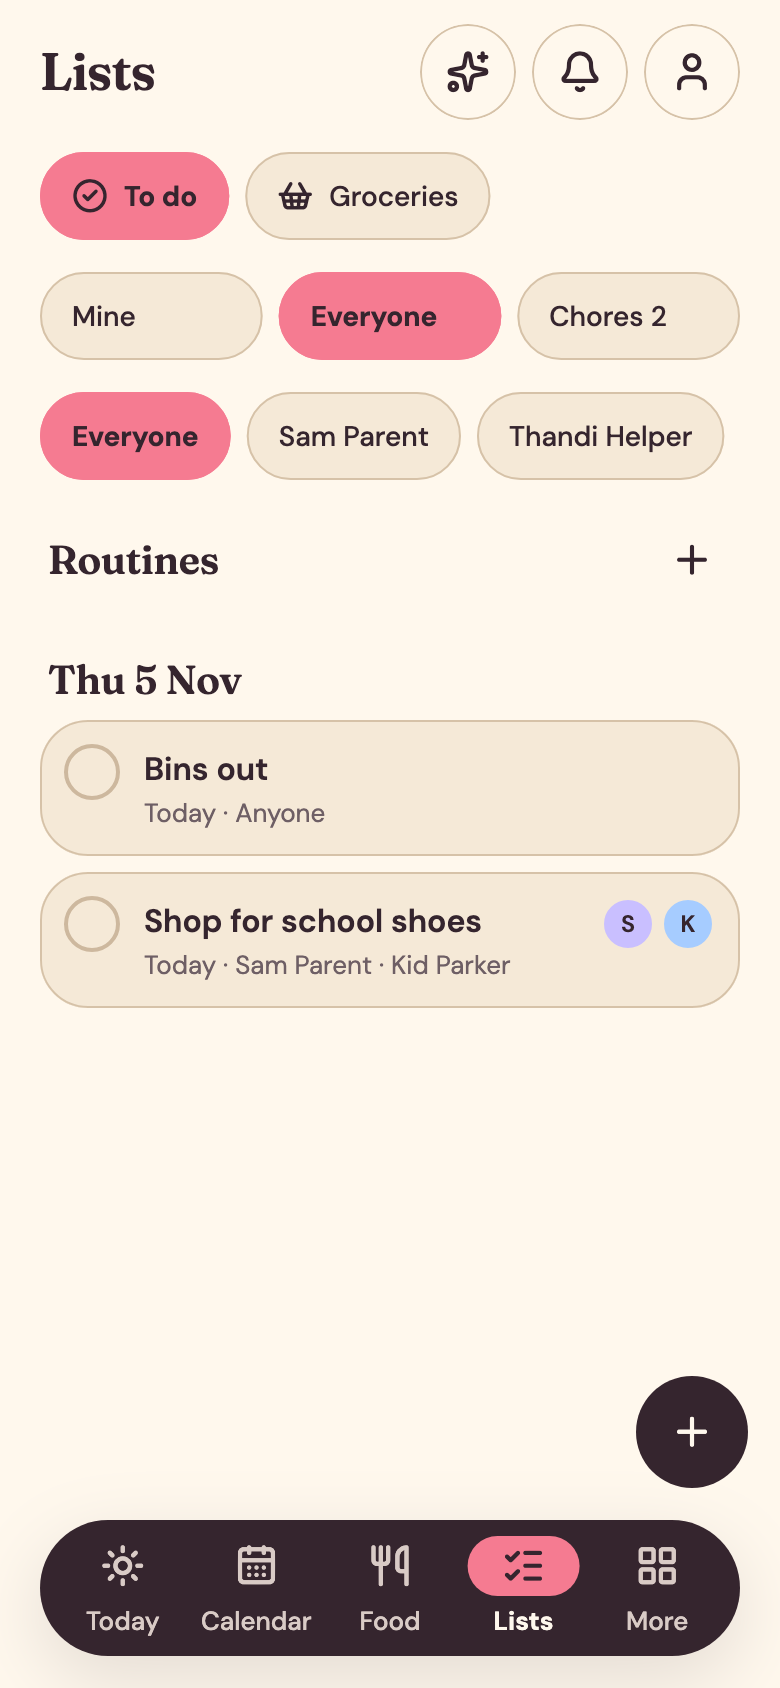 Lists
To do
Groceries
Mine
Everyone
Chores 2
Everyone
Sam Parent
Thandi Helper
Routines
Thu 5 Nov
Bins out
Today · Anyone
Shop for school shoes
S
K
Today · Sam Parent · Kid Parker
Today
Calendar
Food
Lists
More